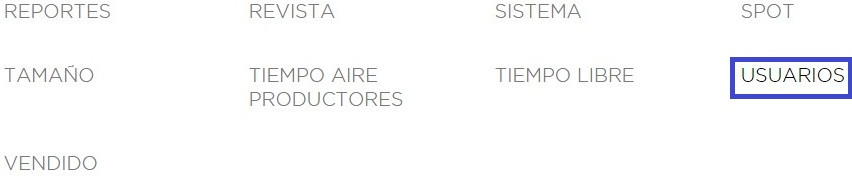 REPORTES
REVISTA
SISTEMA
SPOT
TAMAÑO
TIEMPO AIRE
PRODUCTORES
TIEMPO LIBRE
USUARIOS
VENDIDO